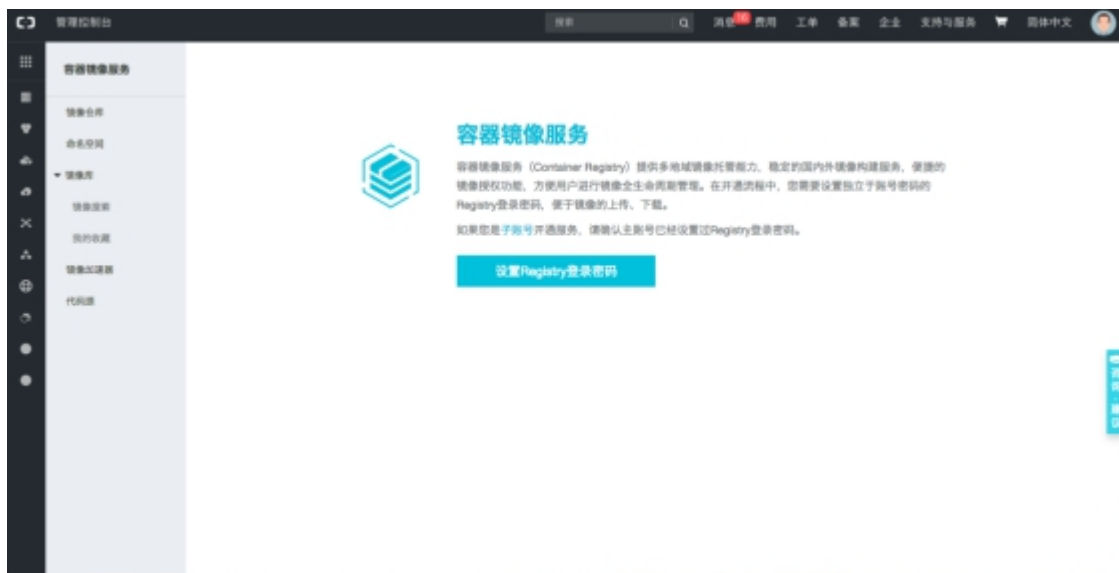 管理控制台
搜索
消息
费用
工单
备案
企业
支持与服务
简体中文
容器镜像服务
镜像仓库
命名空间
镜像库
镜像搜索
我的收藏
镜像加速器
代码源
容器镜像服务
容器镜像服务（Container Registry）提供多地域镜像托管能力、稳定的国内外镜像构建服务、便捷的
镜像授权功能，方便用户进行镜像全生命周期管理。在开通流程中，您需要设置独立于账号密码的
Registry登录密码，便于镜像的上传、下载。
如果您是子账号开通服务，请确认主账号已经设置过Registry登录密码。
设置Registry登录密码